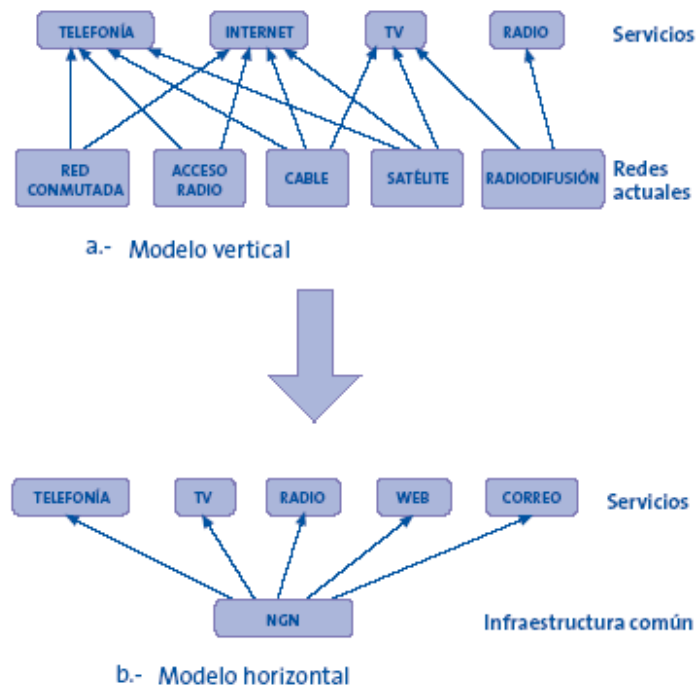 TELEFONÍA INTERNET TV RADIO Servicios
RED CONMUTADA ACCESO RADIO CABLE SATÉLITE RADIODIFUSIÓN Redes actuales
a.- Modelo vertical
TELEFONÍA TV RADIO WEB CORREO Servicios
NGN Infraestructura común
b.- Modelo horizontal